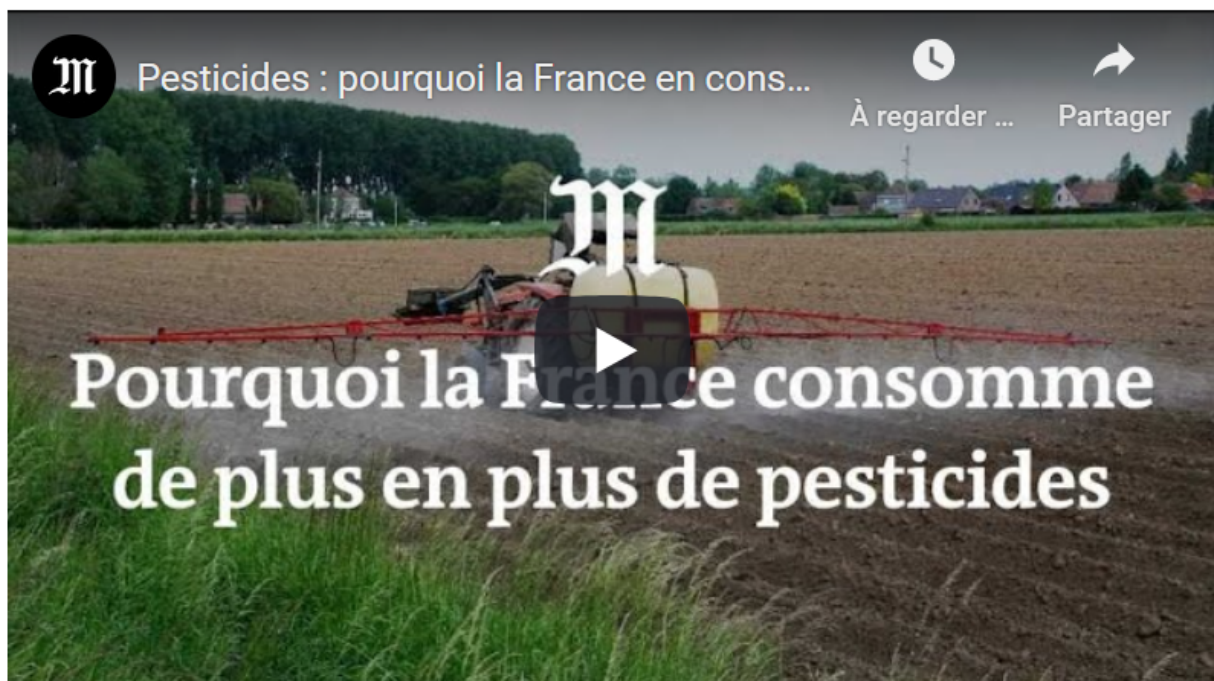 M
Pesticides : pourquoi la France en cons...
À regarder ...
Partager
M
Pourquoi la France consomme
de plus en plus de pesticides